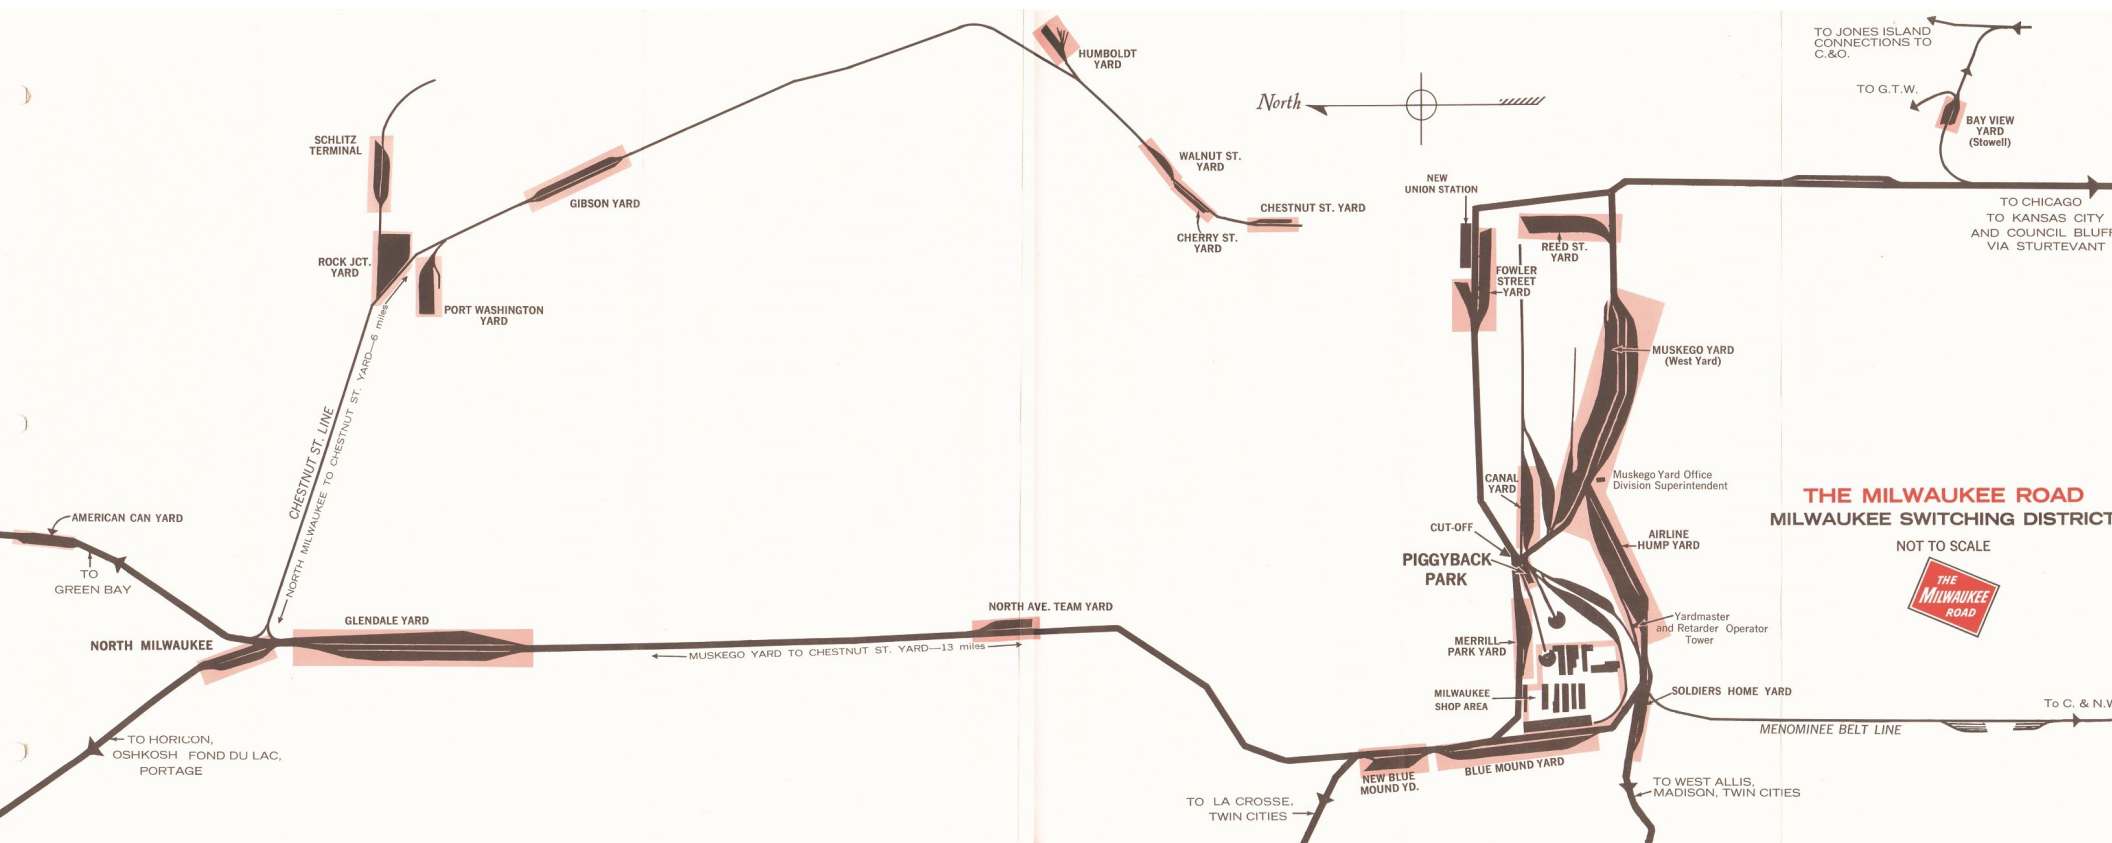 TO JONES ISLAND
CONNECTIONS TO
C.&O.
TO G.T.W.
BAY VIEW
YARD
(Stowell)
HUMBOLDT
YARD
North
SCHLITZ
TERMINAL
WALNUT ST.
YARD
NEW
UNION STATION
GIBSON YARD
CHESTNUT ST. YARD
CHERRY ST.
YARD
TO CHICAGO
TO KANSAS CITY
AND COUNCIL BLUFF
VIA STURTEVANT
REED ST.
YARD
ROCK JCT.
YARD
FOWLER
STREET
YARD
PORT WASHINGTON
YARD
MUSKEGO YARD
(West Yard)
CHESTNUT ST. LINE
NORTH MILWAUKEE TO CHESTNUT ST. YARD—6 miles
CANAL
YARD
Muskego Yard Office
Division Superintendent
THE MILWAUKEE ROAD
MILWAUKEE SWITCHING DISTRICT
NOT TO SCALE
THE
MILWAUKEE
ROAD
AMERICAN CAN YARD
CUT-OFF
AIRLINE
HUMP YARD
PIGGYBACK
PARK
TO
GREEN BAY
NORTH AVE. TEAM YARD
GLENDALE YARD
Yardmaster
and Retarder Operator
Tower
NORTH MILWAUKEE
MUSKEGO YARD TO CHESTNUT ST. YARD—13 miles
MERRILL
PARK YARD
MILWAUKEE
SHOP AREA
SOLDIERS HOME YARD
To C. & N.W
MENOMINEE BELT LINE
TO HORICON,
OSHKOSH FOND DU LAC,
PORTAGE
BLUE MOUND YARD
NEW BLUE
MOUND YD.
TO WEST ALLIS,
MADISON, TWIN CITIES
TO LA CROSSE,
TWIN CITIES